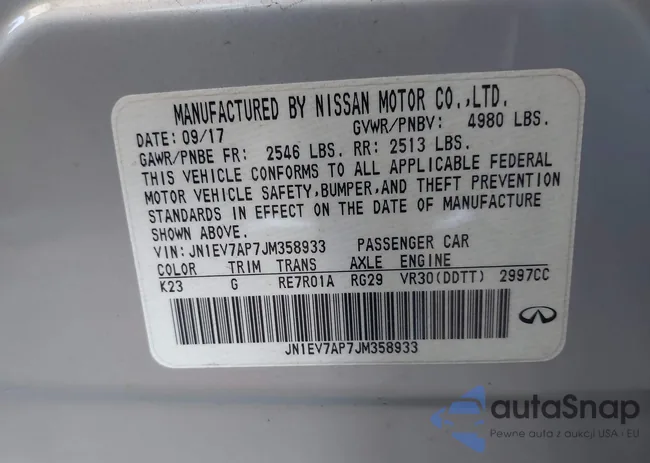 MANUFACTURED BY NISSAN MOTOR CO.,LTD.
DATE: 09/17 GVWR/PNBV: 4980 LBS.
GAWR/PNBE FR: 2546 LBS. RR: 2513 LBS.
THIS VEHICLE CONFORMS TO ALL APPLICABLE FEDERAL
MOTOR VEHICLE SAFETY,BUMPER,AND THEFT PREVENTION
STANDARDS IN EFFECT ON THE DATE OF MANUFACTURE
SHOWN ABOVE.
VIN: JN1EV7AP7JM358933 PASSENGER CAR
COLOR TRIM TRANS AXLE ENGINE
K23 G RE7R01A RG29 VR30(DDTT) 2997CC
JN1EV7AP7JM358933
autaSnap
Pewne auta z aukcji USA - EU